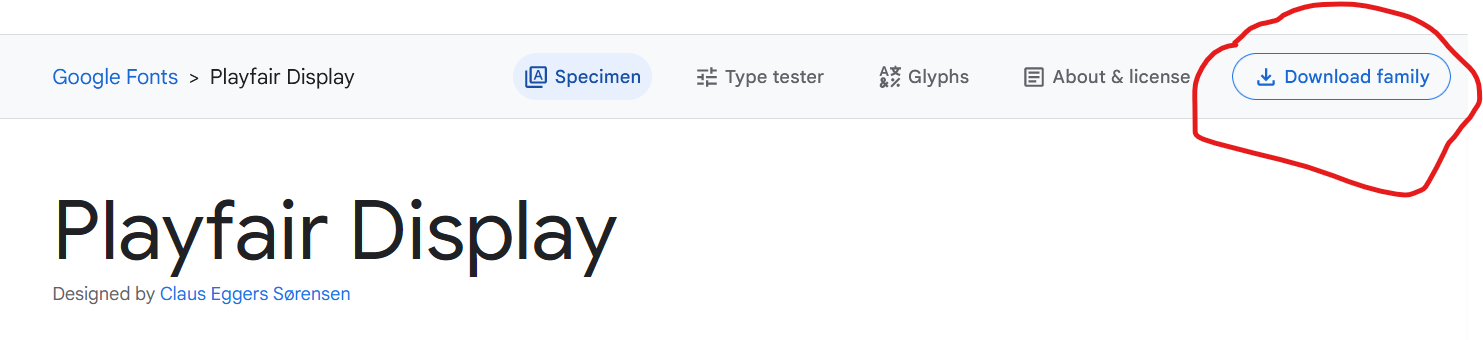 Google Fonts > Playfair Display Specimen Type tester Glyphs About & license Download family
Playfair Display
Designed by Claus Eggers Sørensen